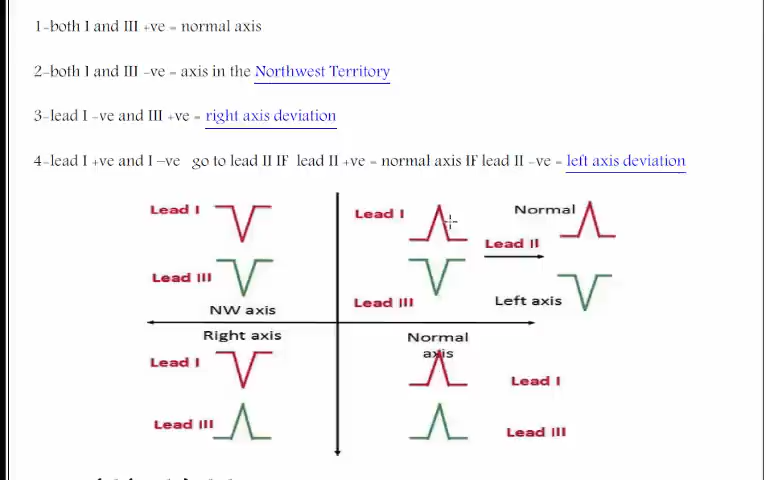 1-both I and III +ve = normal axis
2-both I and III -ve = axis in the Northwest Territory
3-lead I -ve and III +ve = right axis deviation
4-lead I +ve and I –ve go to lead II IF lead II +ve = normal axis IF lead II -ve = left axis deviation
Lead I
Lead I
Normal
Lead II
Lead III
Lead III
Left axis
NW axis
Right axis
Normal
axis
Lead I
Lead I
Lead III
Lead III